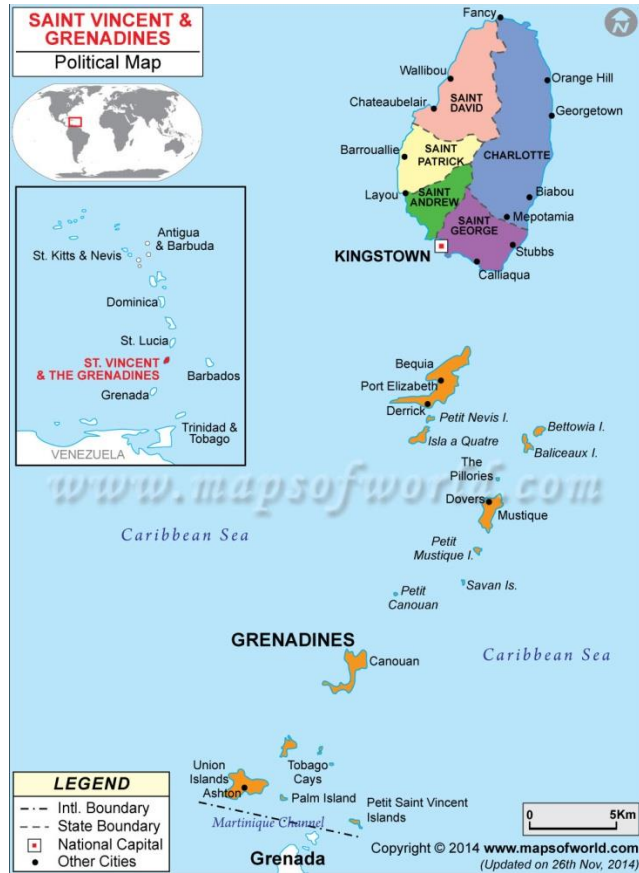 SAINT VINCENT &
GRENADINES
Political Map
Fancy
N
Wallibou
Orange Hill
SAINT
DAVID
Chateaubelair
Georgetown
SAINT
PATRICK
CHARLOTTE
Barrouallie
SAINT
ANDREW
Layou
Biabou
Mepotamia
SAINT
GEORGE
KINGSTOWN
Stubbs
Calliaqua
Antigua
& Barbuda
St. Kitts & Nevis
Dominica
St. Lucia
ST. VINCENT
& THE GRENADINES
Barbados
Grenada
Trinidad &
Tobago
VENEZUELA
Bequia
Port Elizabeth
Derrick
Petit Nevis I.
Isla a Quatre
Bettowia I.
Baliceaux I.
The
Pillories
www.mapsofworld.com
Dovers
Mustique
Caribbean Sea
Petit
Mustique I.
Savan Is.
Petit
Canouan
GRENADINES
Canouan
Caribbean Sea
Union
Islands
Ashton
Tobago
Cays
Palm Island
Petit Saint Vincent
Islands
Martinique Channel
Grenada
LEGEND
Intl. Boundary
State Boundary
National Capital
Other Cities
0 5Km
Copyright © 2014 www.mapsofworld.com
(Updated on 26th Nov, 2014)